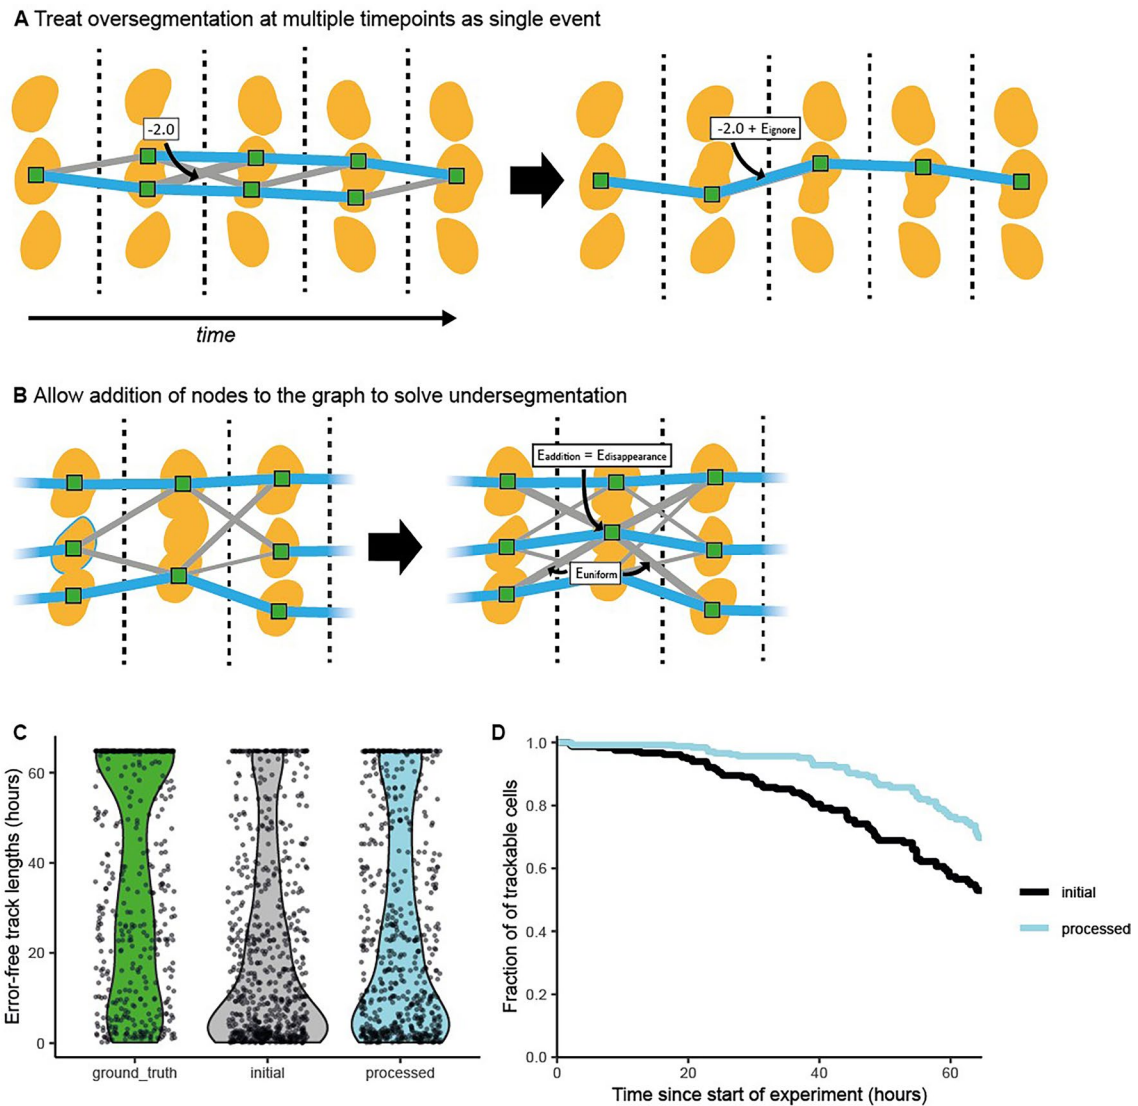 A Treat oversegmentation at multiple timepoints as single event
-2.0
-2.0 + Eignore
time
B Allow addition of nodes to the graph to solve undersegmentation
Eaddition = Edisappearance
Euniform
C
Error-free track lengths (hours)
60
40
20
0
ground_truth
initial
processed
D
Fraction of of trackable cells
1.0
0.8
0.6
0.4
0.2
0.0
0
20
40
60
Time since start of experiment (hours)
initial
processed